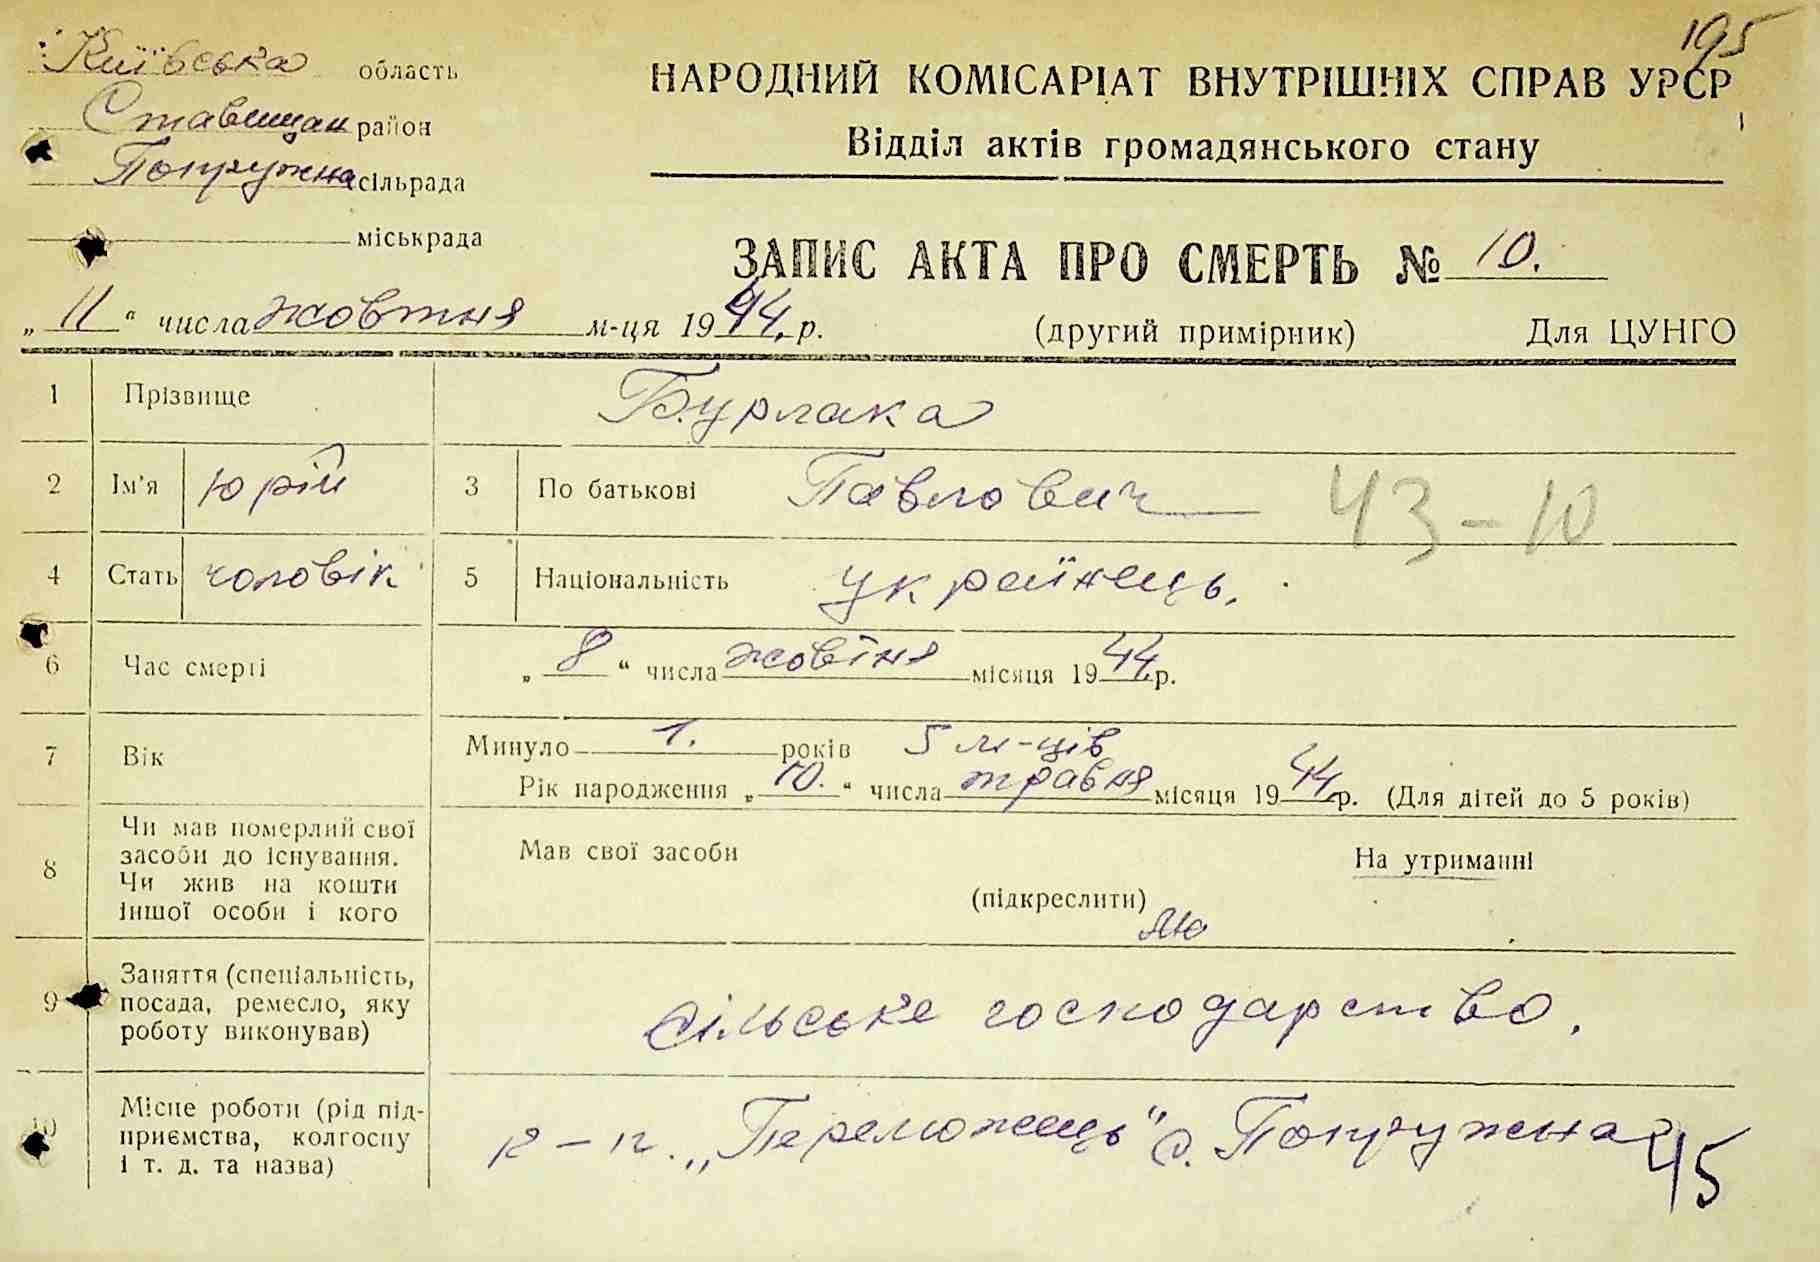 195
Київська область
Ставищан район
Попружна сільрада
міськрада
НАРОДНИЙ КОМІСАРІАТ ВНУТРІШНІХ СПРАВ УРСР
Відділ актів громадянського стану
ЗАПИС АКТА ПРО СМЕРТЬ № 10.
„ 11 “ числа жовтня м-ця 1944 р.
(другий примірник) Для ЦУНГО
1 Прізвище Бурлака
2 Ім'я Юрій 3 По батькові Павлович 43-10
4 Стать чоловік 5 Національність українець.
6 Час смерті „ 8 “ числа жовтня місяця 1944 р.
7 Вік Минуло 1. років 5 м-ців
Рік народження „ 10. “ числа травня місяця 1944 р. (Для дітей до 5 років)
8 Чи мав померлий свої
засоби до існування.
Чи жив на кошти
іншої особи і кого
Мав свої засоби На утриманні
(підкреслити)
9 Заняття (спеціальність,
посада, ремесло, яку
роботу виконував)
сільське господарство.
10 Місце роботи (рід під-
приємства, колгоспу
і т. д. та назва)
к-п. „Переможець" с. Попружна
45